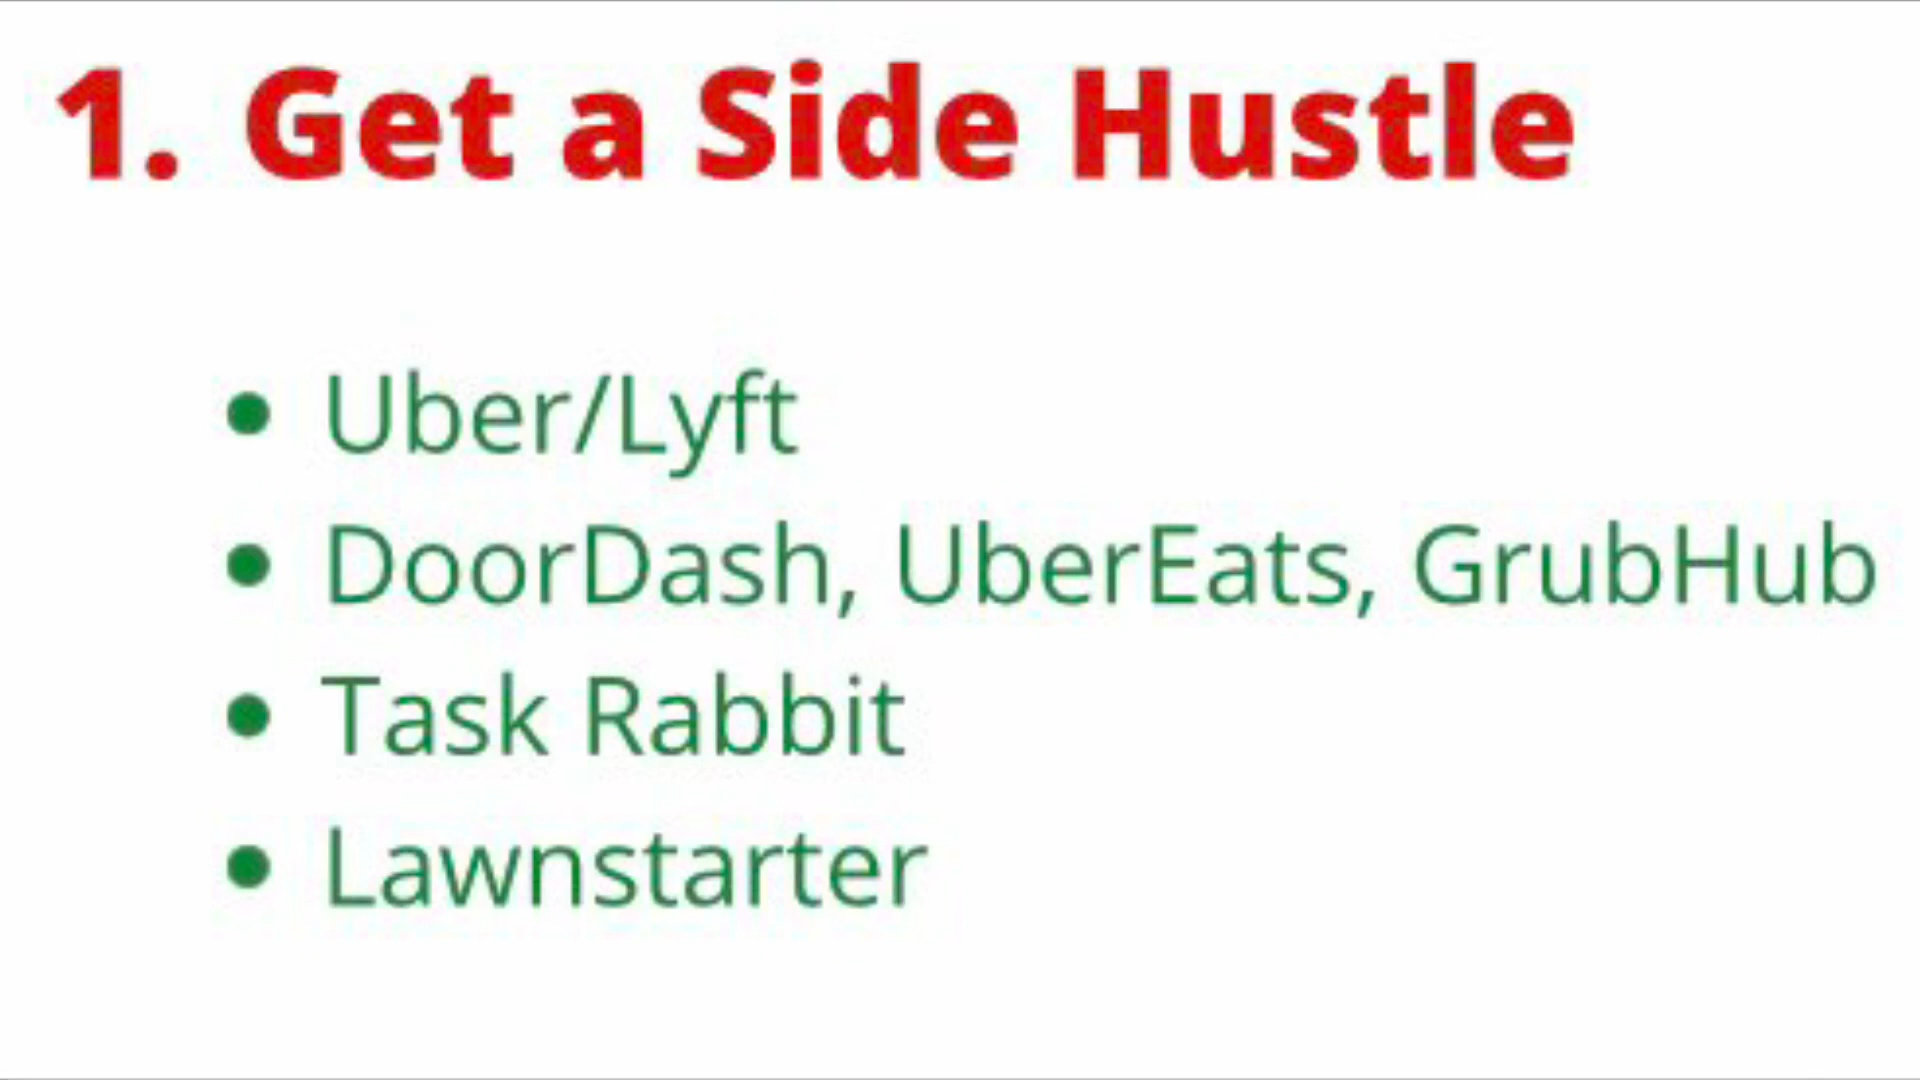 1. Get a Side Hustle
• Uber/Lyft
• DoorDash, UberEats, GrubHub
• Task Rabbit
• Lawnstarter